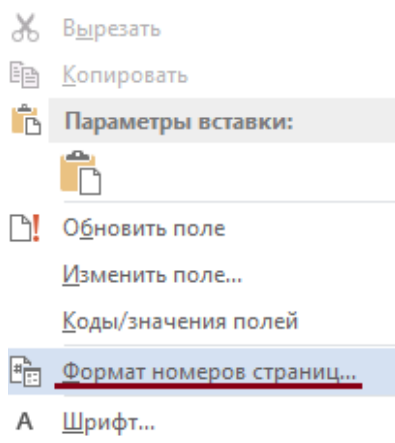 Вырезать
Копировать
Параметры вставки:
Обновить поле
Изменить поле...
Коды/значения полей
Формат номеров страниц...
Шрифт...